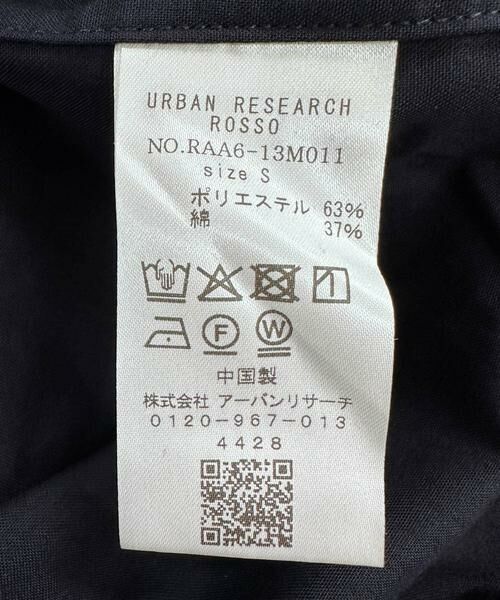 URBAN RESEARCH
ROSSO
NO.RAA6-13M011
size S
ポリエステル 63%
綿 37%
F W
中国製
株式会社 アーバンリサーチ
0120-967-013
4428